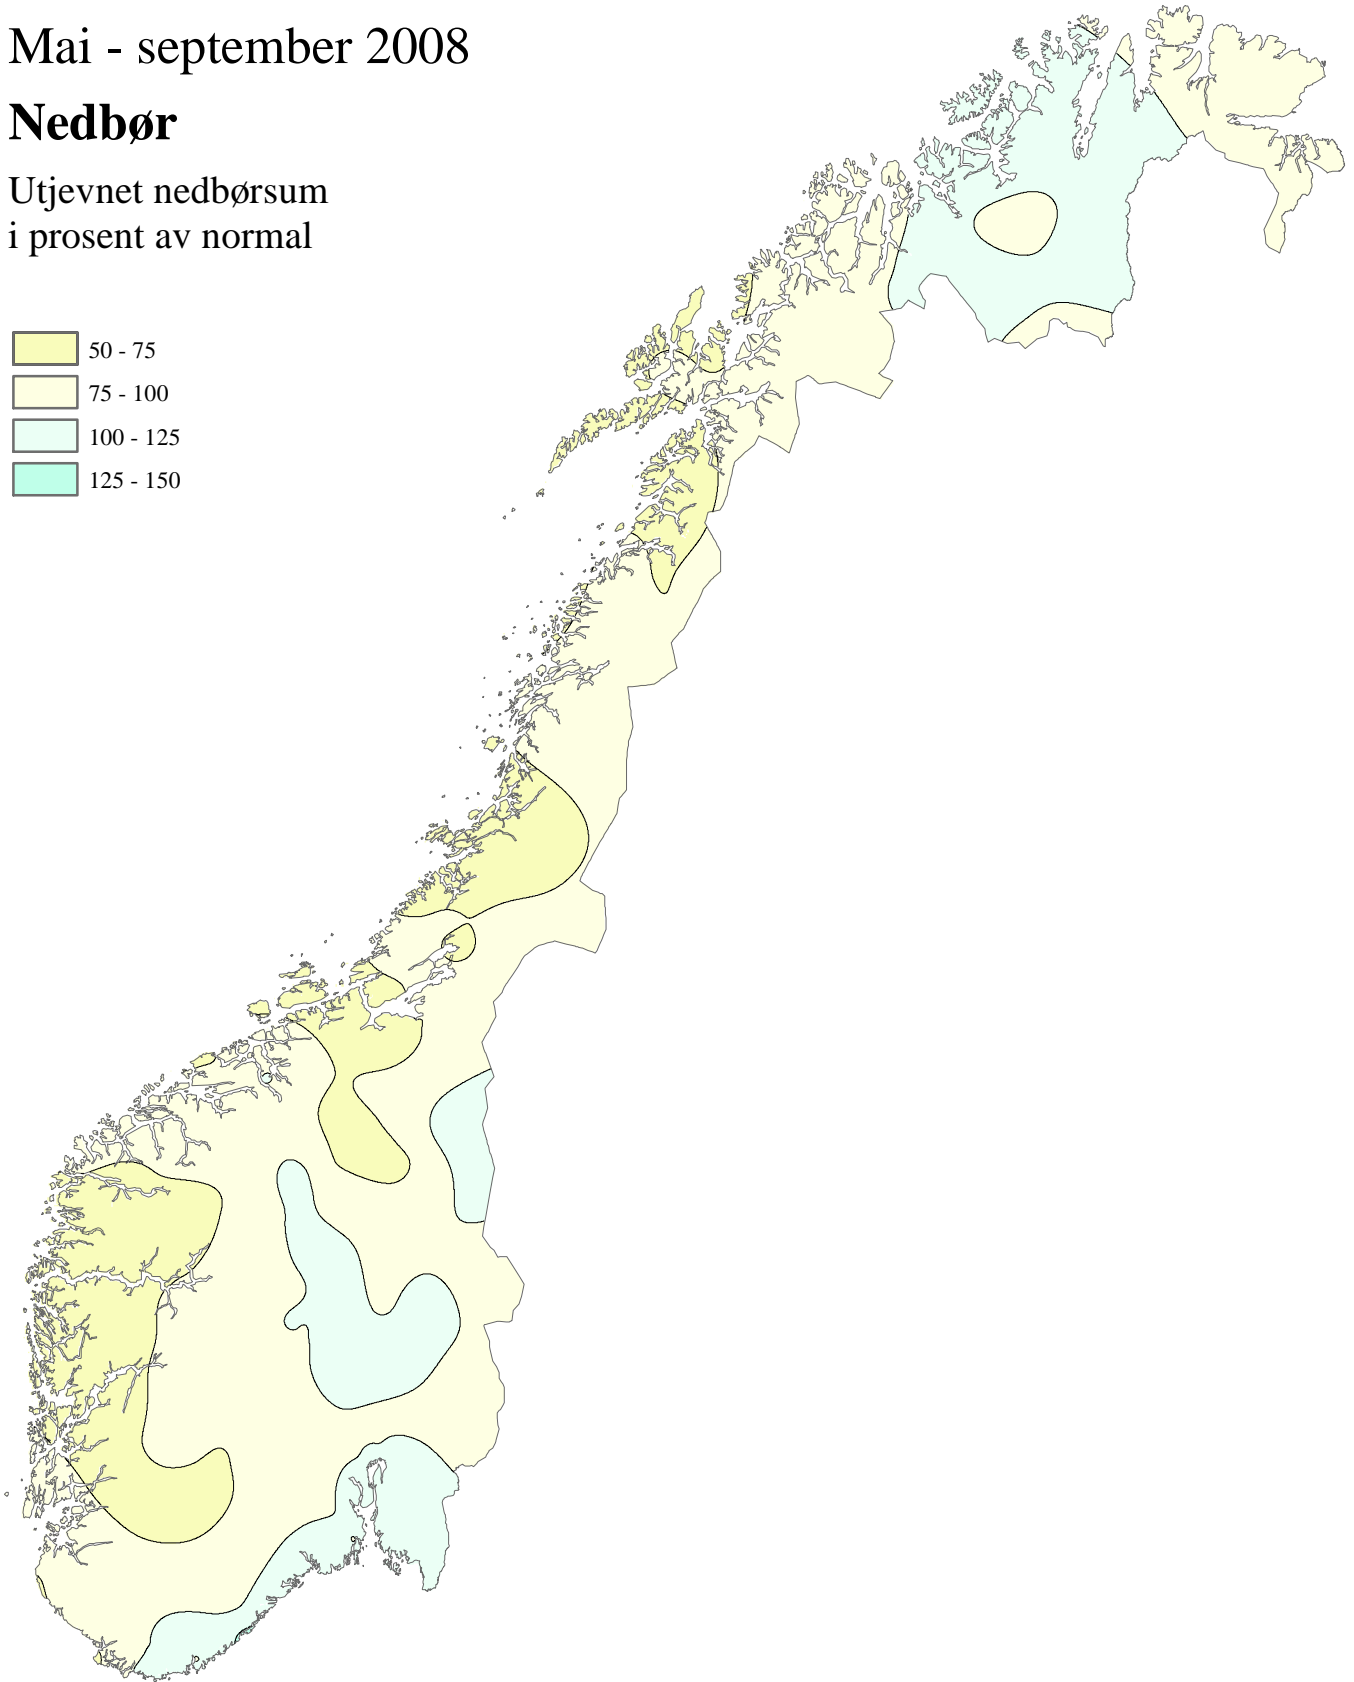 Mai - september 2008
Nedbør
Utjevnet nedbørsum
i prosent av normal
50 - 75
75 - 100
100 - 125
125 - 150